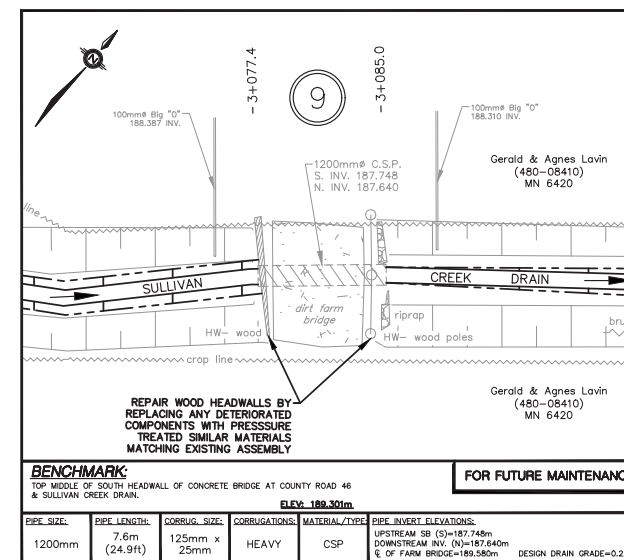 N
- 3+077.4
9
- 3+085.0
100mmø Big "O"
188.387 INV.
100mmø Big "O"
188.310 INV.
1200mmø C.S.P.
S. INV. 187.748
N. INV. 187.640
Gerald & Agnes Lavin
(480-08410)
MN 6420
line
SULLIVAN
CREEK DRAIN
dirt farm
bridge
riprap
HW- wood
HW- wood poles
crop line
REPAIR WOOD HEADWALLS BY
REPLACING ANY DETERIORATED
COMPONENTS WITH PRESSSURE
TREATED SIMILAR MATERIALS
MATCHING EXISTING ASSEMBLY
Gerald & Agnes Lavin
(480-08410)
MN 6420
BENCHMARK:
TOP MIDDLE OF SOUTH HEADWALL OF CONCRETE BRIDGE AT COUNTY ROAD 46
& SULLIVAN CREEK DRAIN.
ELEV: 189.301m
FOR FUTURE MAINTENANC
PIPE SIZE: PIPE LENGTH: CORRUG. SIZE: CORRUGATIONS: MATERIAL/TYPE: PIPE INVERT ELEVATIONS:
1200mm 7.6m (24.9ft) 125mm x 25mm HEAVY CSP UPSTREAM SB (S)=187.748m
DOWNSTREAM INV. (N)=187.640m
℄ OF FARM BRIDGE=189.580m DESIGN DRAIN GRADE=0.2